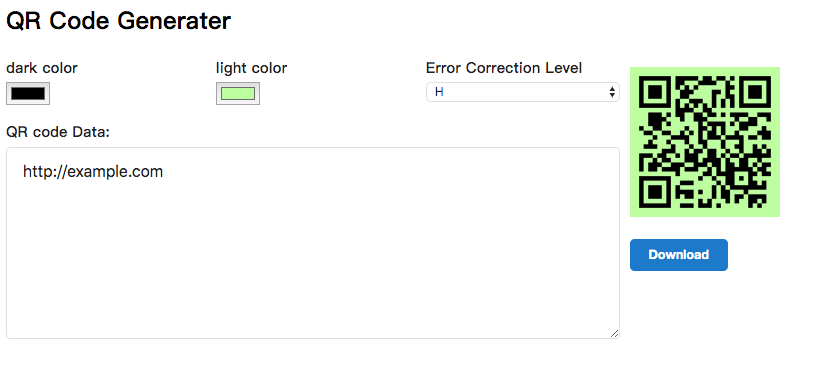 QR Code Generater
dark color
light color
Error Correction Level
H
QR code Data:
http://example.com
Download